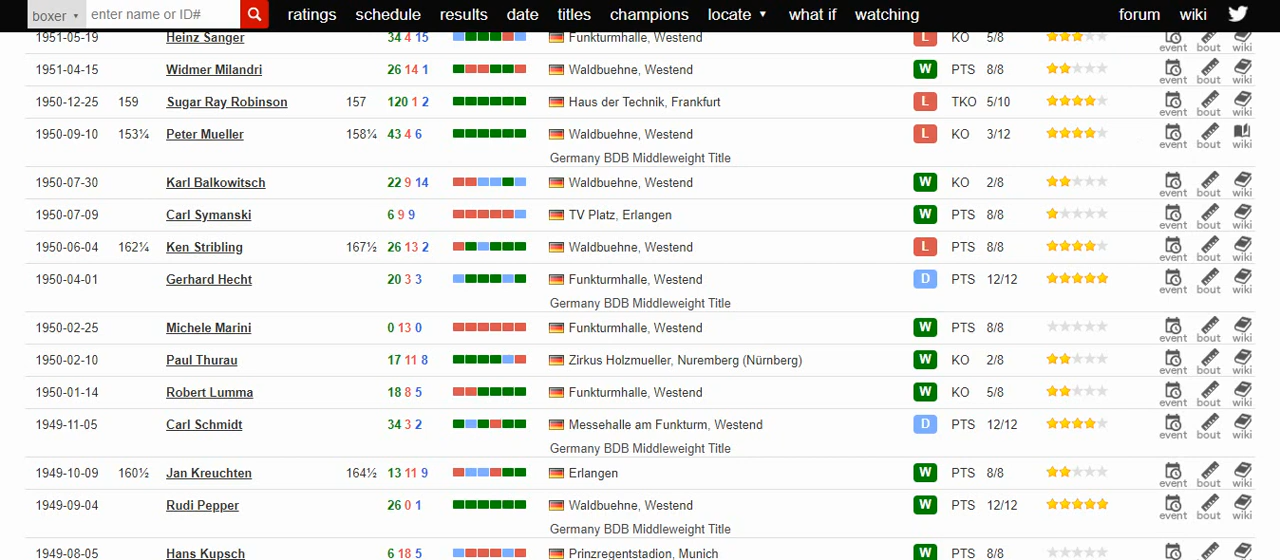 boxer ▾ enter name or ID# ratings schedule results date titles champions locate ▼ what if watching forum wiki
1951-05-19 Heinz Sanger 34 4 15 Funkturmhalle, Westend L KO 5/8 event bout wiki
1951-04-15 Widmer Milandri 26 14 1 Waldbuehne, Westend W PTS 8/8 event bout wiki
1950-12-25 159 Sugar Ray Robinson 157 120 1 2 Haus der Technik, Frankfurt L TKO 5/10 event bout wiki
1950-09-10 153¼ Peter Mueller 158¼ 43 4 6 Waldbuehne, Westend L KO 3/12 event bout wiki
Germany BDB Middleweight Title
1950-07-30 Karl Balkowitsch 22 9 14 Waldbuehne, Westend W KO 2/8 event bout wiki
1950-07-09 Carl Symanski 6 9 9 TV Platz, Erlangen W PTS 8/8 event bout wiki
1950-06-04 162¼ Ken Stribling 167½ 26 13 2 Waldbuehne, Westend L PTS 8/8 event bout wiki
1950-04-01 Gerhard Hecht 20 3 3 Funkturmhalle, Westend D PTS 12/12 event bout wiki
Germany BDB Middleweight Title
1950-02-25 Michele Marini 0 13 0 Funkturmhalle, Westend W PTS 8/8 event bout wiki
1950-02-10 Paul Thurau 17 11 8 Zirkus Holzmueller, Nuremberg (Nürnberg) W KO 2/8 event bout wiki
1950-01-14 Robert Lumma 18 8 5 Funkturmhalle, Westend W KO 5/8 event bout wiki
1949-11-05 Carl Schmidt 34 3 2 Messehalle am Funkturm, Westend D PTS 12/12 event bout wiki
Germany BDB Middleweight Title
1949-10-09 160½ Jan Kreuchten 164½ 13 11 9 Erlangen W PTS 8/8 event bout wiki
1949-09-04 Rudi Pepper 26 0 1 Waldbuehne, Westend W PTS 12/12 event bout wiki
Germany BDB Middleweight Title
1949-08-05 Hans Kupsch 6 18 5 Prinzregentstadion, Munich W PTS 8/8